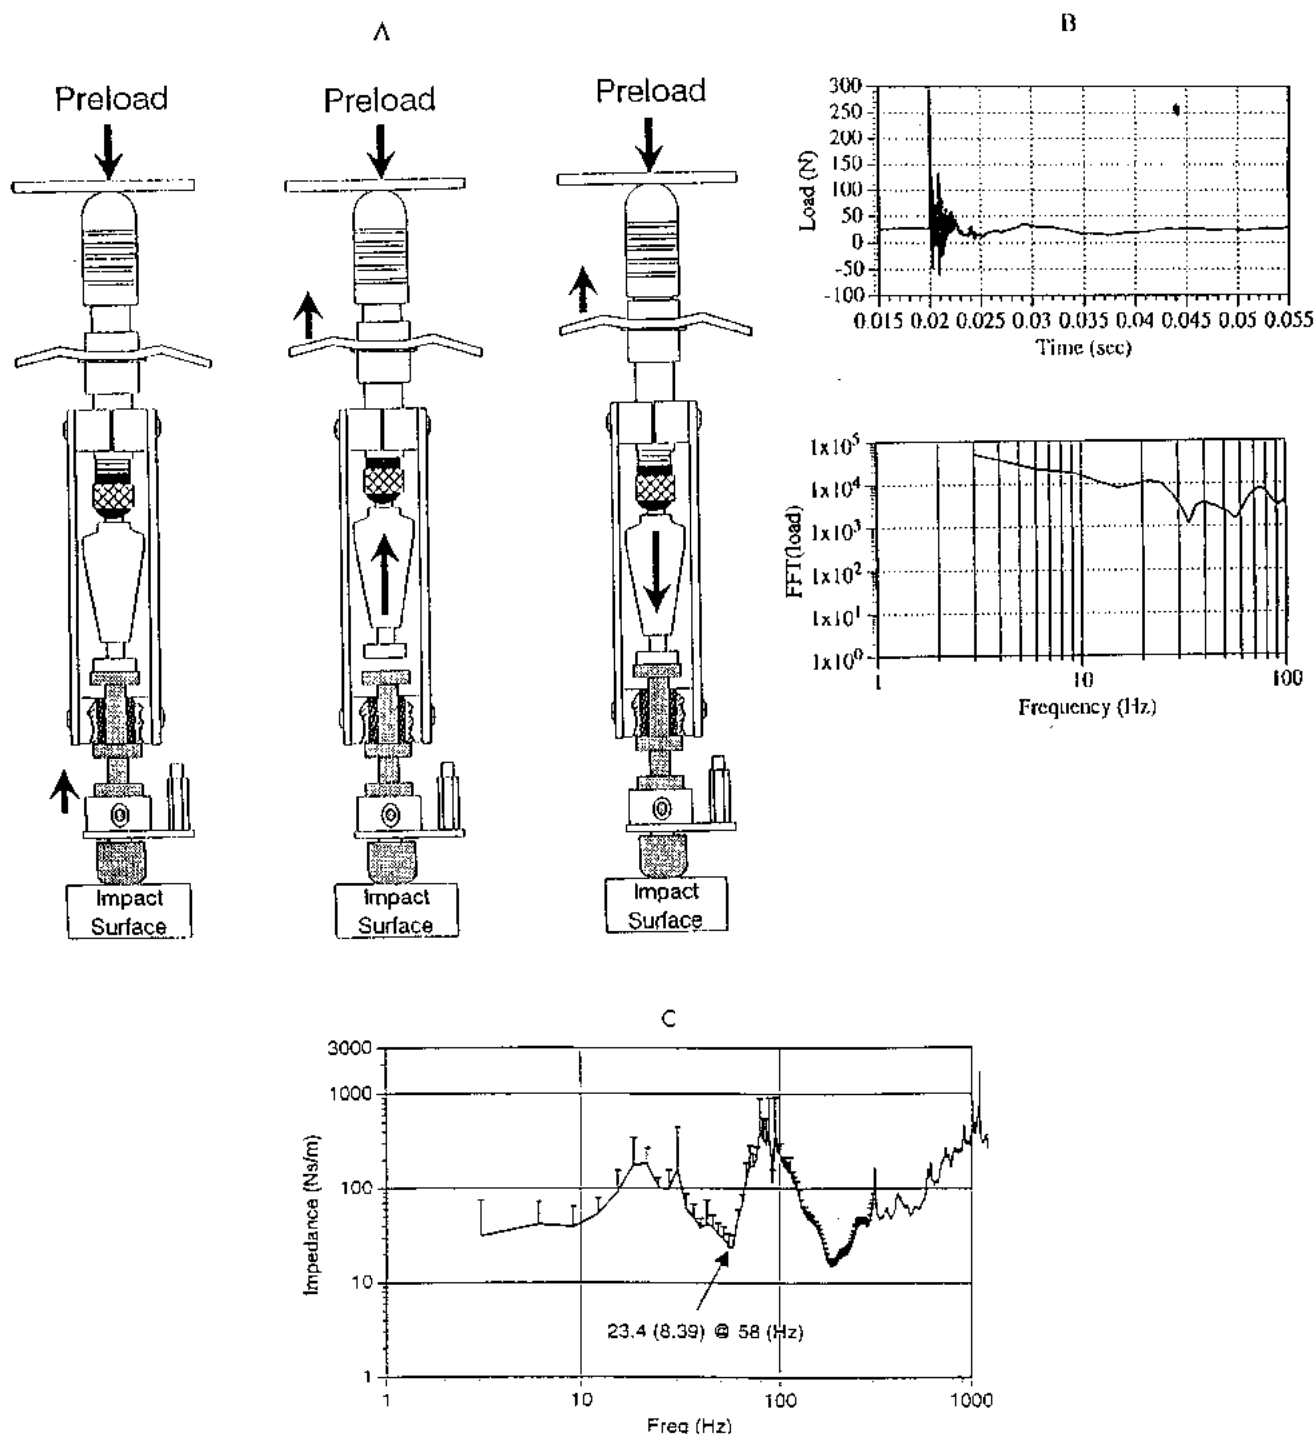 A
Preload
Preload
Preload
Impact
Surface
Impact
Surface
Impact
Surface
B
300
250
200
150
100
50
0
-50
-100
Load (N)
0.015 0.02 0.025 0.03 0.035 0.04 0.045 0.05 0.055
Time (sec)
1x10⁵
1x10⁴
1x10³
1x10²
1x10¹
1x10⁰
FFT(load)
1 10 100
Frequency (Hz)
C
3000
1000
100
10
1
Impedance (Ns/m)
23.4 (8.39) @ 58 (Hz)
1 10 100 1000
Freq (Hz)